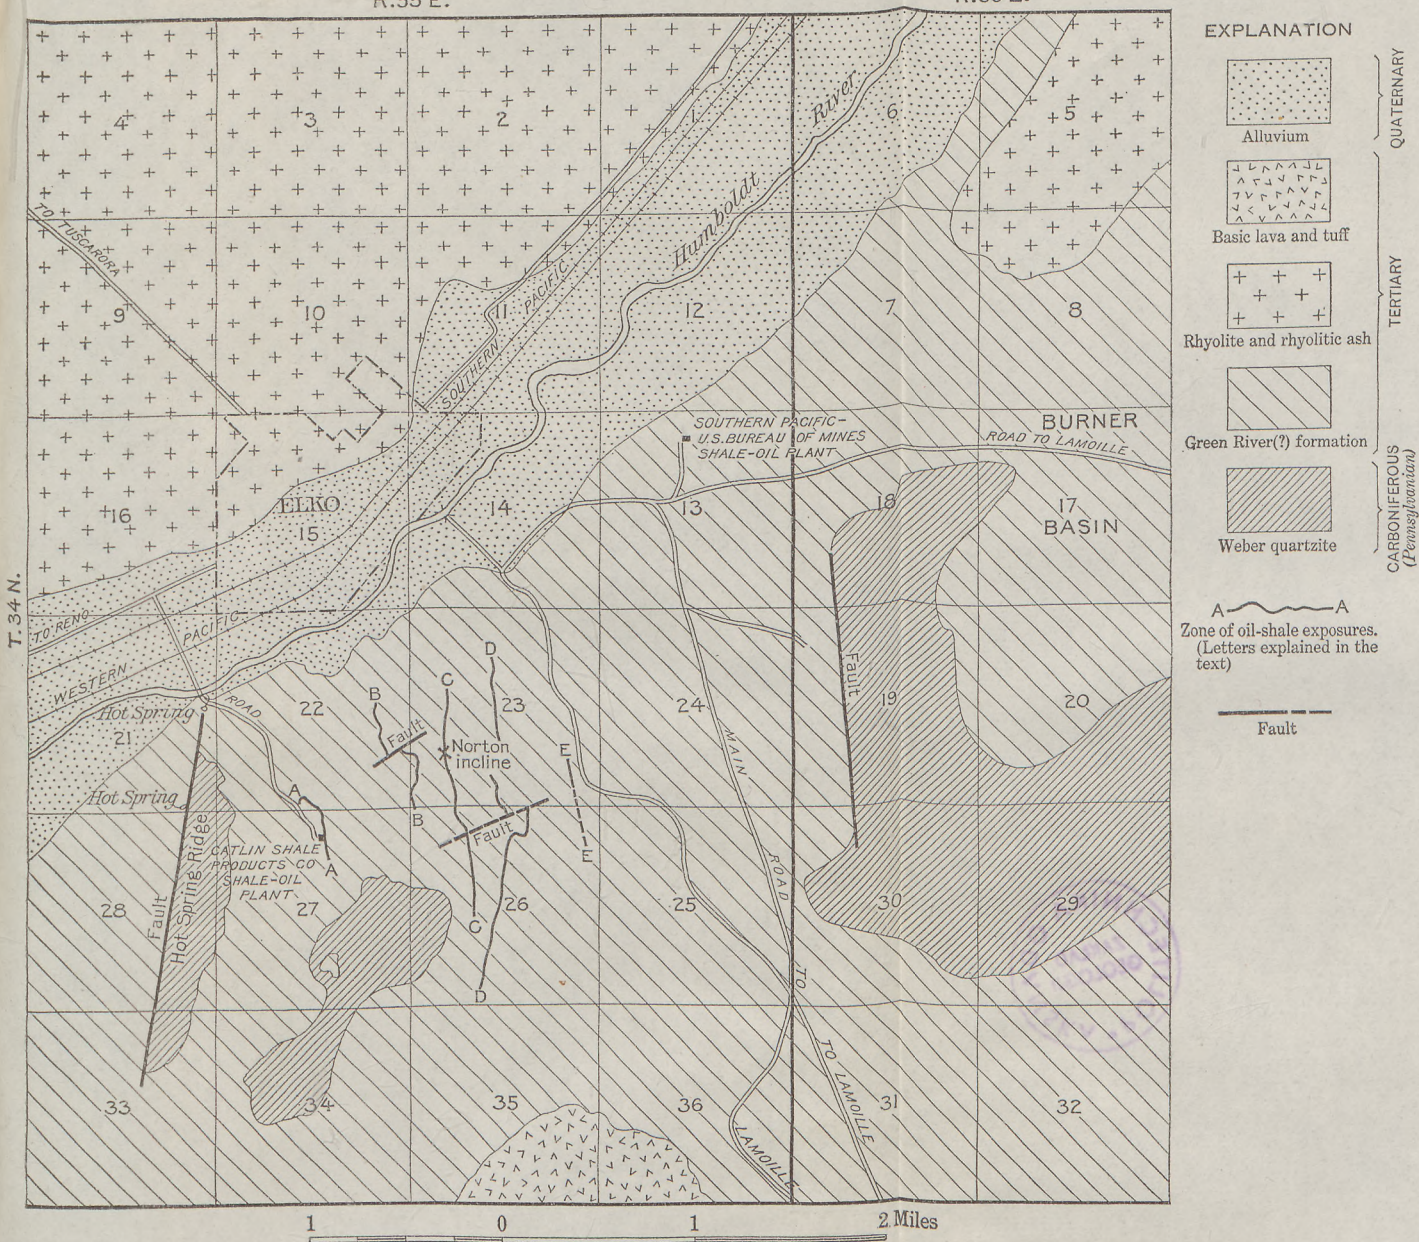 R.55 E.
4
3
2
1
6
5
River
Humboldt
TO TUSCARORA
9
10
11
12
7
8
SOUTHERN PACIFIC
SOUTHERN PACIFIC-
U.S. BUREAU OF MINES
SHALE-OIL PLANT
BURNER
ROAD TO LAMOILLE
16
ELKO
15
14
13
18
17
BASIN
T. 34 N.
TO RENO
WESTERN PACIFIC
Hot Spring
ROAD
21
22
B
C
D
23
24
Fault
19
20
Fault
Norton
incline
E
MAIN ROAD TO
Hot Spring
A
B
Fault
E
CATLIN SHALE
PRODUCTS CO
SHALE-OIL
PLANT
A
Fault
Hot Spring Ridge
28
27
C
26
25
30
29
D
33
34
35
36
31
32
LAMOILLE
TO LAMOILLE
1 0 1 2 Miles
EXPLANATION
Alluvium
QUATERNARY
Basic lava and tuff
Rhyolite and rhyolitic ash
Green River(?) formation
TERTIARY
Weber quartzite
CARBONIFEROUS
(Pennsylvanian)
A A
Zone of oil-shale exposures.
(Letters explained in the
text)
Fault